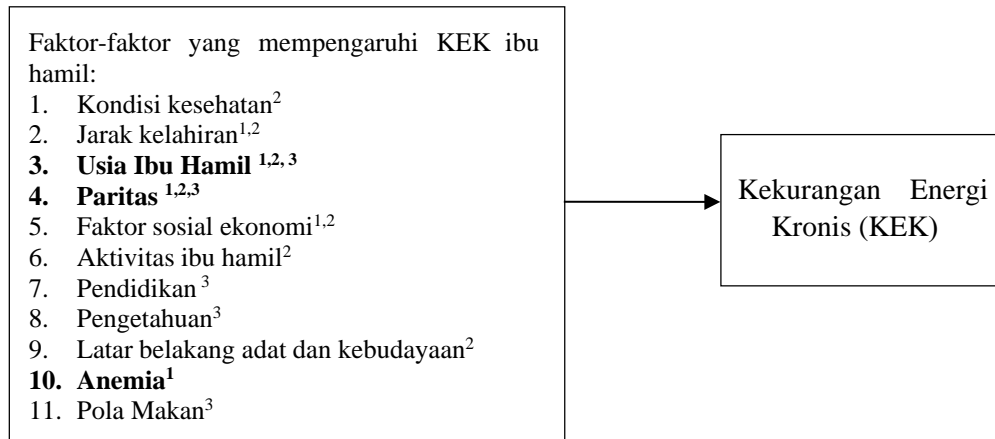 Faktor-faktor yang mempengaruhi KEK ibu
hamil:
1. Kondisi kesehatan²
2. Jarak kelahiran¹,²
3. Usia Ibu Hamil ¹,², ³
4. Paritas ¹,²,³
5. Faktor sosial ekonomi¹,²
6. Aktivitas ibu hamil²
7. Pendidikan ³
8. Pengetahuan³
9. Latar belakang adat dan kebudayaan²
10. Anemia¹
11. Pola Makan³
Kekurangan Energi
Kronis (KEK)